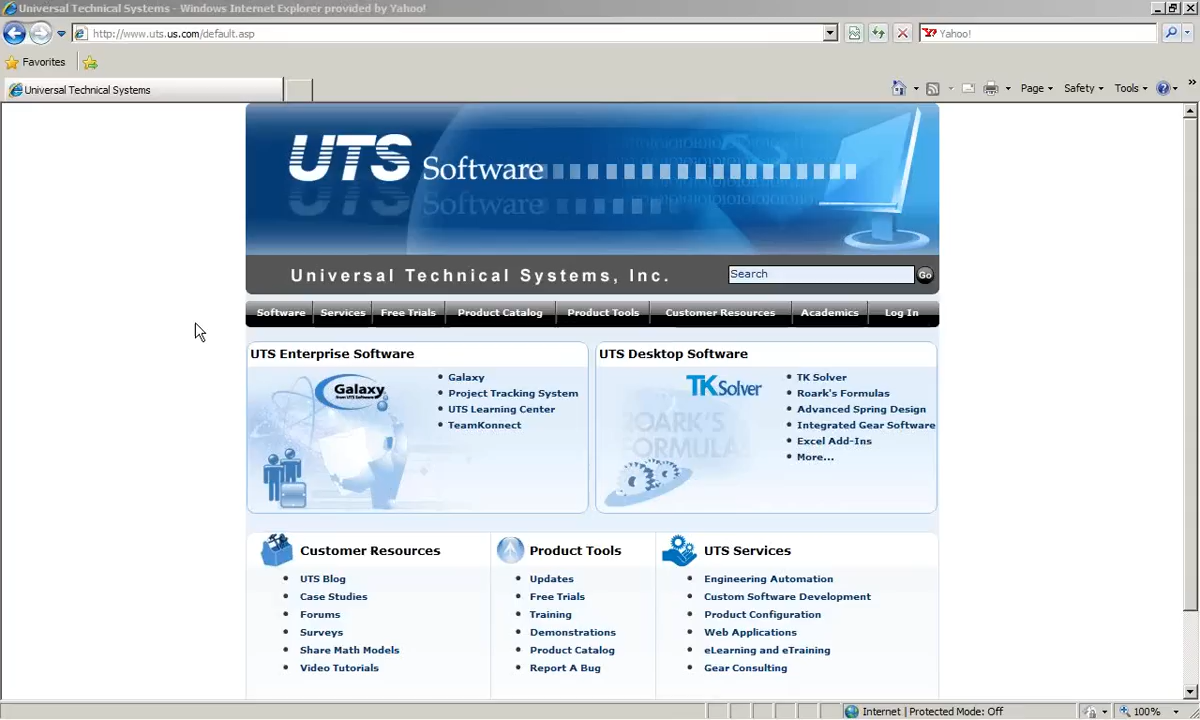 Universal Technical Systems - Windows Internet Explorer provided by Yahoo!
http://www.uts.us.com/default.asp
Yahoo!
Favorites
Universal Technical Systems
Page
Safety
Tools
UTS Software
Universal Technical Systems, Inc.
Search
Go
Software Services Free Trials Product Catalog Product Tools Customer Resources Academics Log In
UTS Enterprise Software
Galaxy
from UTS Software
Galaxy
Project Tracking System
UTS Learning Center
TeamKonnect
UTS Desktop Software
TK Solver
ROARK'S
FORMULAS
TK Solver
Roark's Formulas
Advanced Spring Design
Integrated Gear Software
Excel Add-Ins
More...
Customer Resources
UTS Blog
Case Studies
Forums
Surveys
Share Math Models
Video Tutorials
Product Tools
Updates
Free Trials
Training
Demonstrations
Product Catalog
Report A Bug
UTS Services
Engineering Automation
Custom Software Development
Product Configuration
Web Applications
eLearning and eTraining
Gear Consulting
Internet | Protected Mode: Off
100%